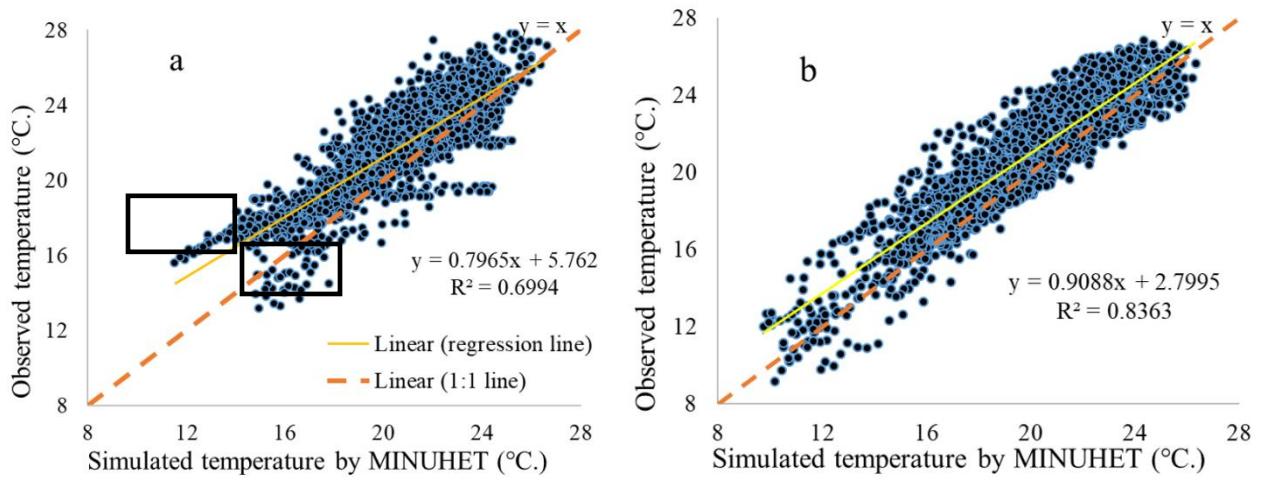 a
y = x
28
24
20
16
12
8
Observed temperature (°C.)
y = 0.7965x + 5.762
R² = 0.6994
Linear (regression line)
Linear (1:1 line)
8 12 16 20 24 28
Simulated temperature by MINUHET (°C.)
b
y = x
28
24
20
16
12
8
Observed temperature (°C.)
y = 0.9088x + 2.7995
R² = 0.8363
8 12 16 20 24 28
Simulated temperature by MINUHET (°C.)